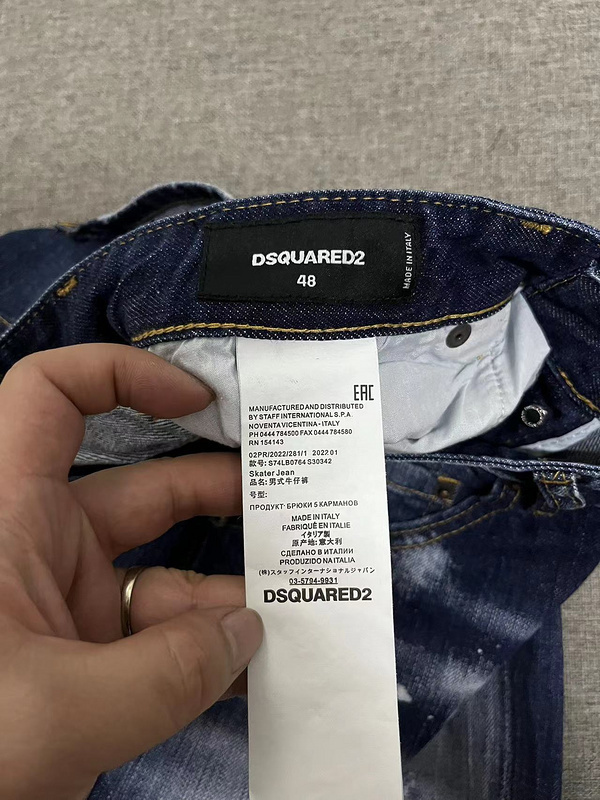 DSQUARED2
48
MADE IN ITALY
EAC
MANUFACTURED AND DISTRIBUTED
BY STAFF INTERNATIONAL S.P.A.
NOVENTA VICENTINA - ITALY
PH 0444 784500 FAX 0444 784580
RN 154143
02PR/2022/281/1 2022 01
款号: S74LB0764 S30342
Skater Jean
品名: 男式牛仔裤
号型:
ПРОДУКТ· БРЮКИ 5 КАРМАНОВ
MADE IN ITALY
FABRIQUÉ EN ITALIE
イタリア製
原产地: 意大利
СДЕЛАНО В ИТАЛИИ
PRODUZIDO NA ITALIA
(株)スタッフインターナショナルジャパン
03-5794-9931
DSQUARED2